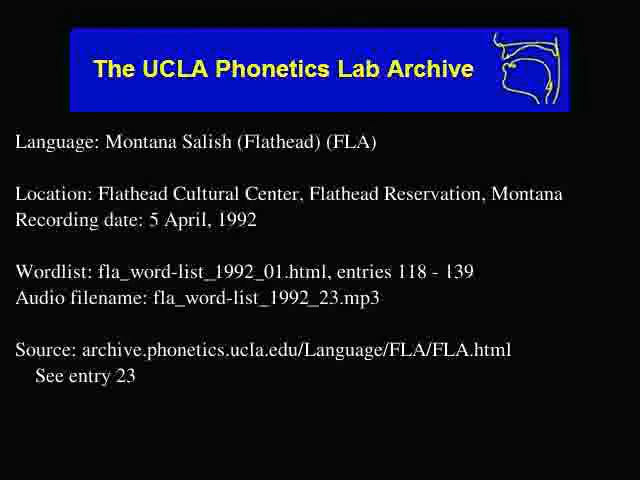 The UCLA Phonetics Lab Archive
Language: Montana Salish (Flathead) (FLA)
Location: Flathead Cultural Center, Flathead Reservation, Montana
Recording date: 5 April, 1992
Wordlist: fla_word-list_1992_01.html, entries 118 - 139
Audio filename: fla_word-list_1992_23.mp3
Source: archive.phonetics.ucla.edu/Language/FLA/FLA.html
See entry 23